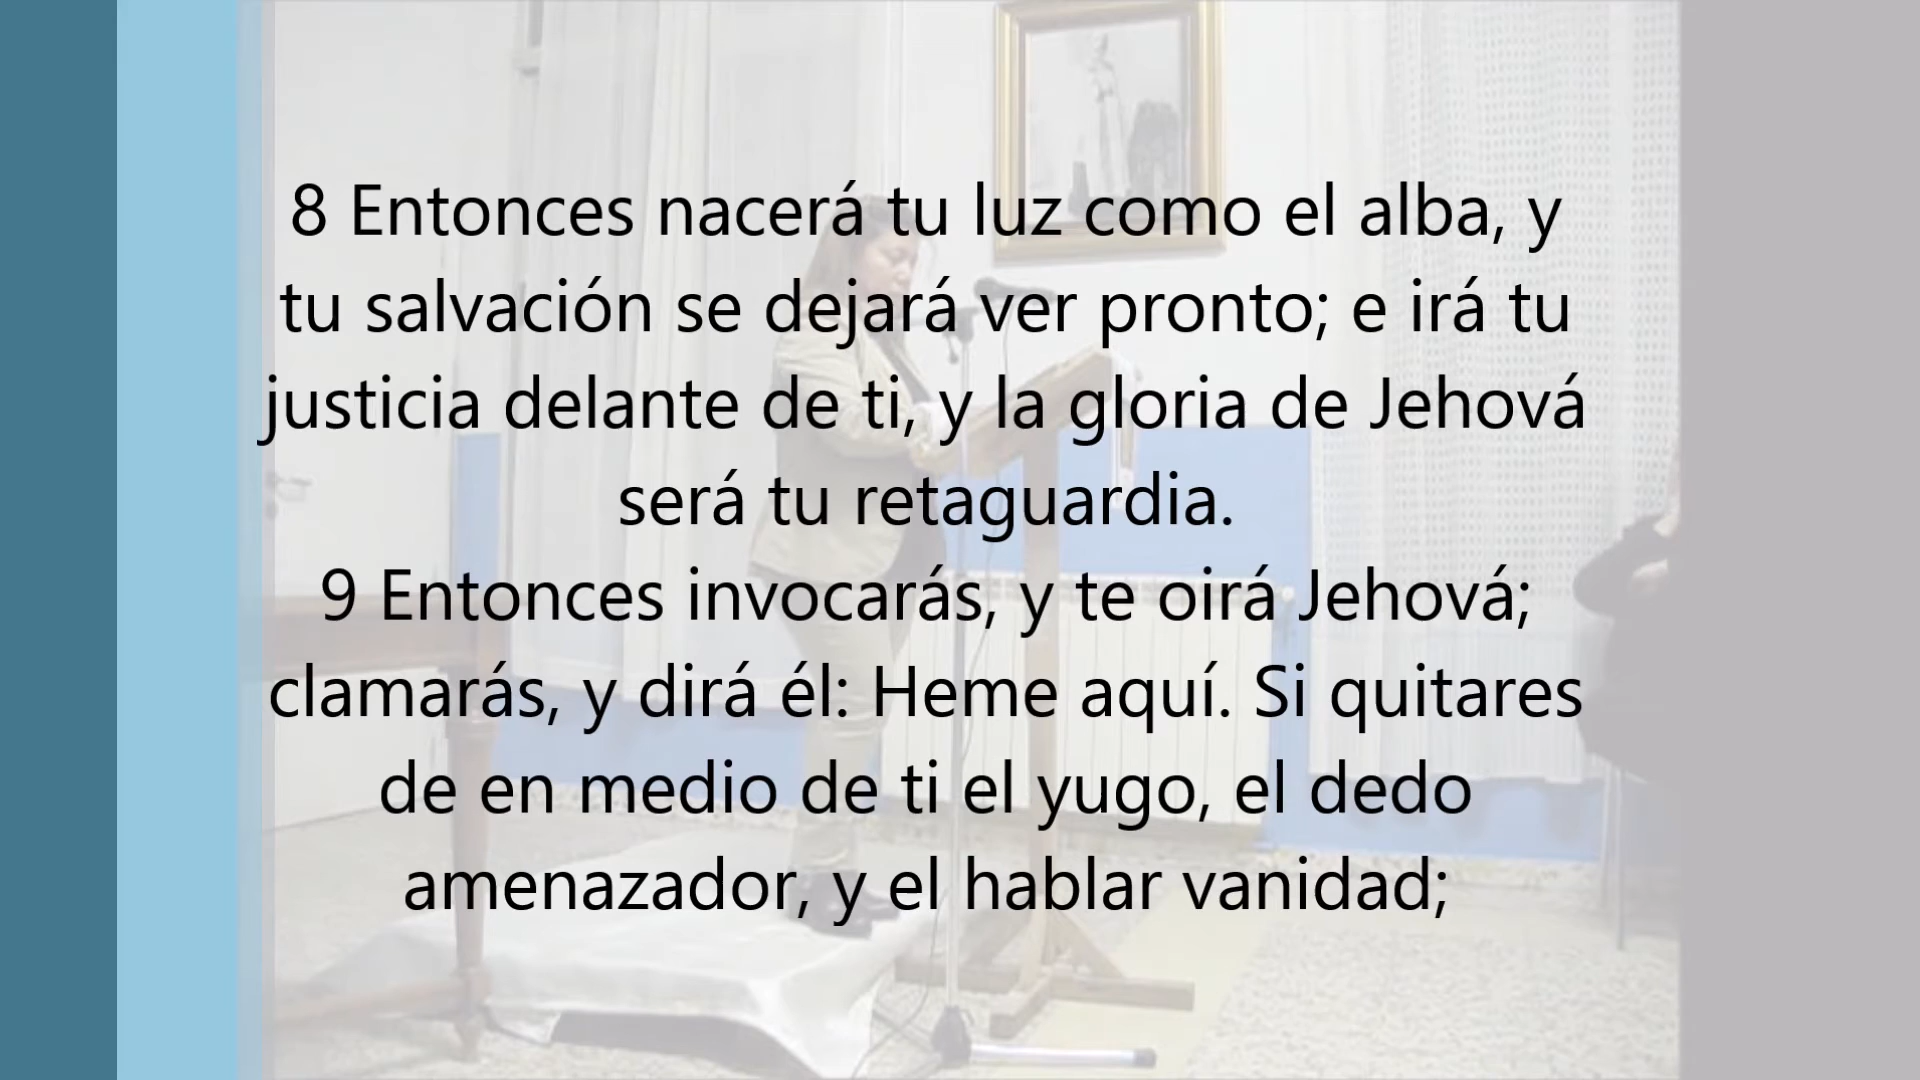 8 Entonces nacerá tu luz como el alba, y
tu salvación se dejará ver pronto; e irá tu
justicia delante de ti, y la gloria de Jehová
será tu retaguardia.
9 Entonces invocarás, y te oirá Jehová;
clamarás, y dirá él: Heme aquí. Si quitares
de en medio de ti el yugo, el dedo
amenazador, y el hablar vanidad;